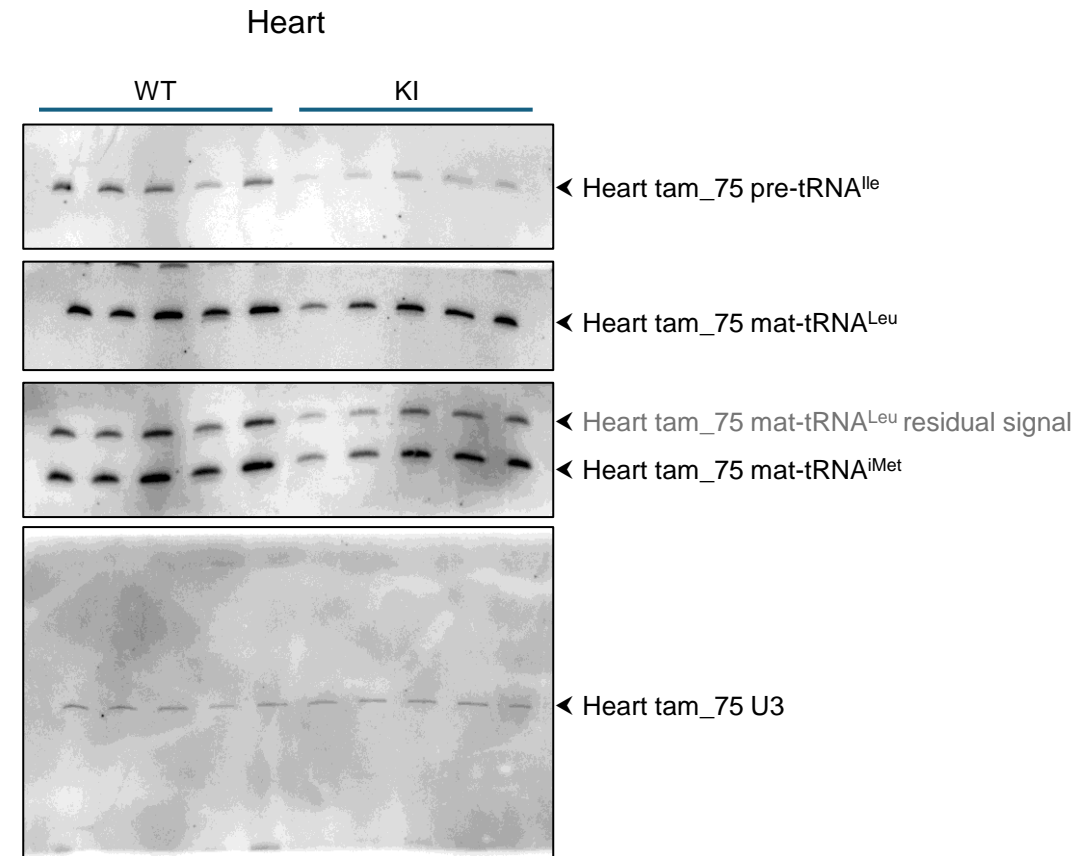 Heart
WT KI
Heart tam_75 pre-tRNAIle
Heart tam_75 mat-tRNALeu
Heart tam_75 mat-tRNALeu residual signal
Heart tam_75 mat-tRNAiMet
Heart tam_75 U3